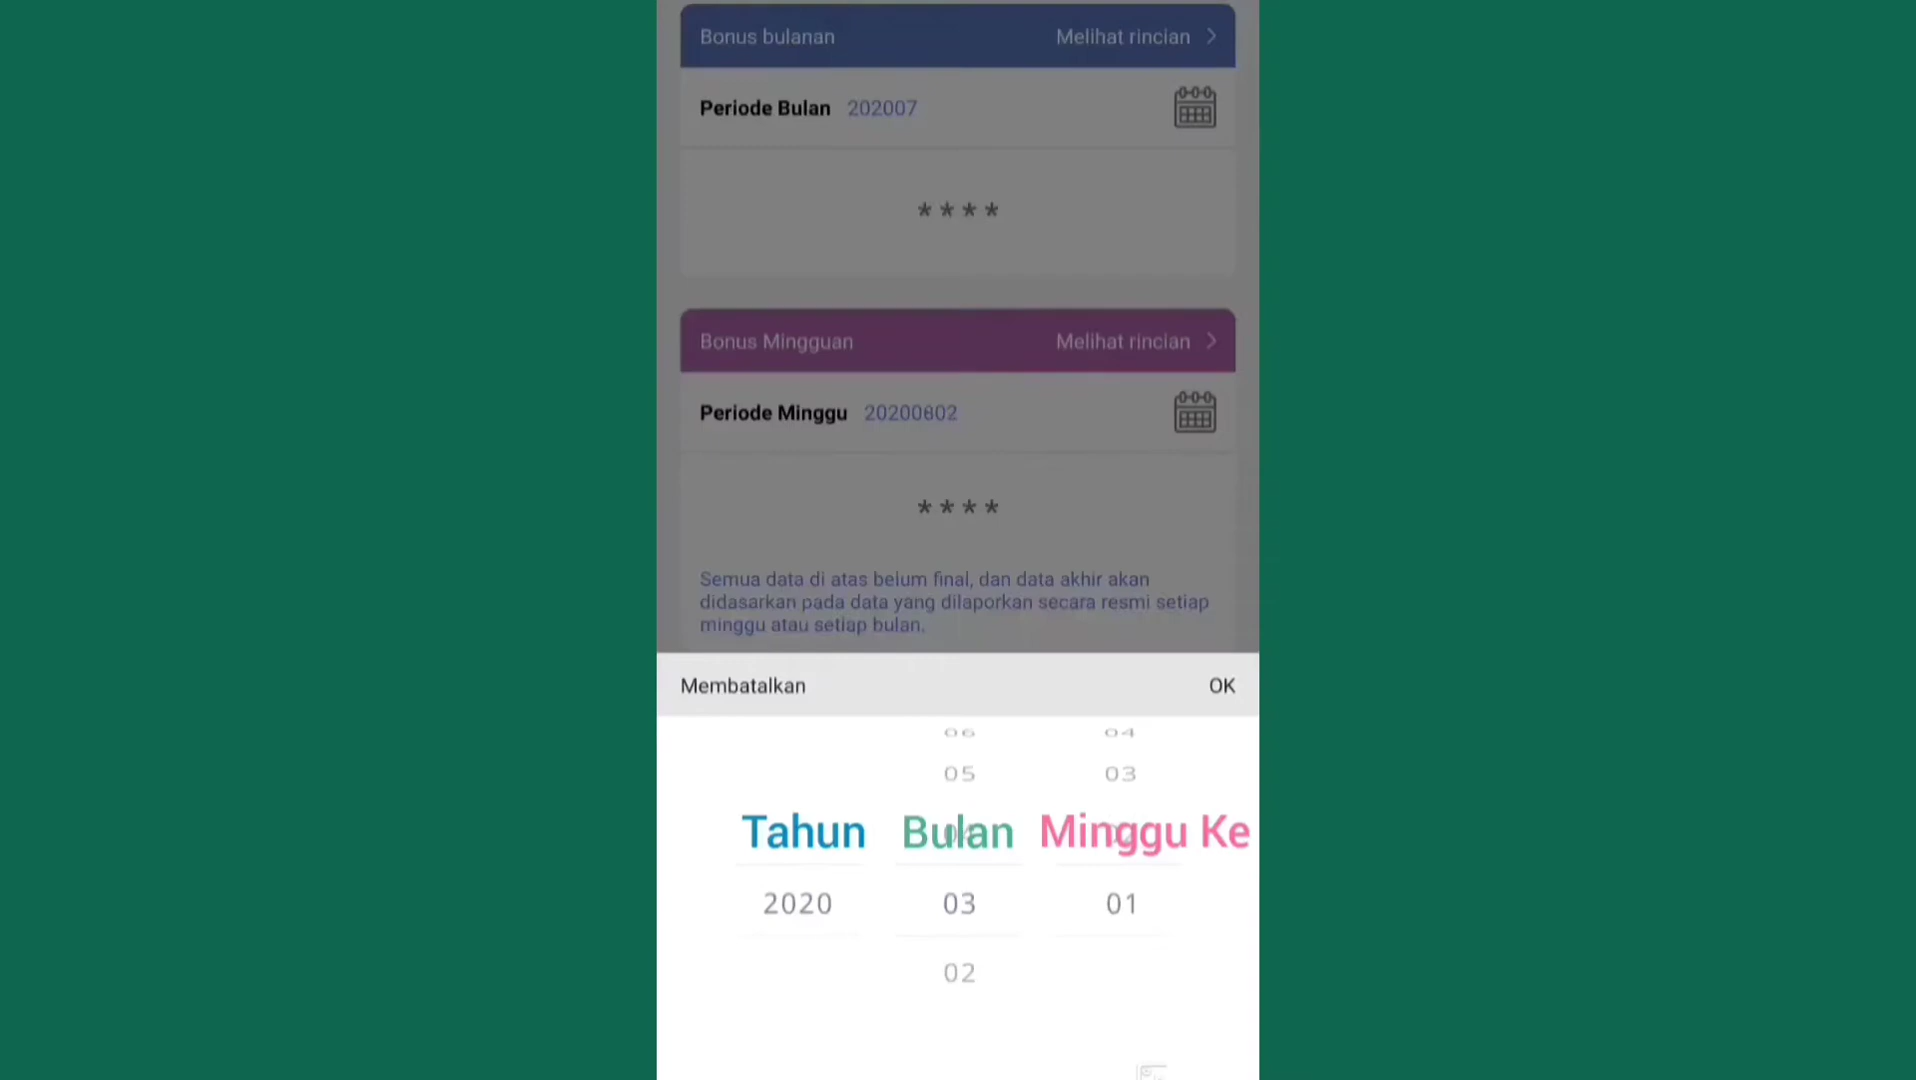 Bonus bulanan Melihat rincian >
Periode Bulan 202007
****
Bonus Mingguan Melihat rincian >
Periode Minggu 20200602
****
Semua data di atas belum final, dan data akhir akan
didasarkan pada data yang dilaporkan secara resmi setiap
minggu atau setiap bulan.
Membatalkan OK
06 04
05 03
Tahun Bulan Minggu Ke
2020 03 01
02